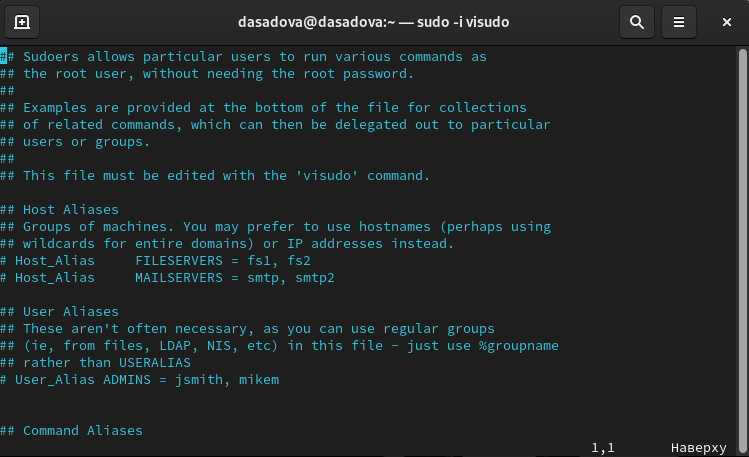 dasadova@dasadova:~ — sudo -i visudo
## Sudoers allows particular users to run various commands as
## the root user, without needing the root password.
##
## Examples are provided at the bottom of the file for collections
## of related commands, which can then be delegated out to particular
## users or groups.
##
## This file must be edited with the 'visudo' command.
## Host Aliases
## Groups of machines. You may prefer to use hostnames (perhaps using
## wildcards for entire domains) or IP addresses instead.
# Host_Alias     FILESERVERS = fs1, fs2
# Host_Alias     MAILSERVERS = smtp, smtp2
## User Aliases
## These aren't often necessary, as you can use regular groups
## (ie, from files, LDAP, NIS, etc) in this file - just use %groupname
## rather than USERALIAS
# User_Alias ADMINS = jsmith, mikem
## Command Aliases
1,1       Наверху